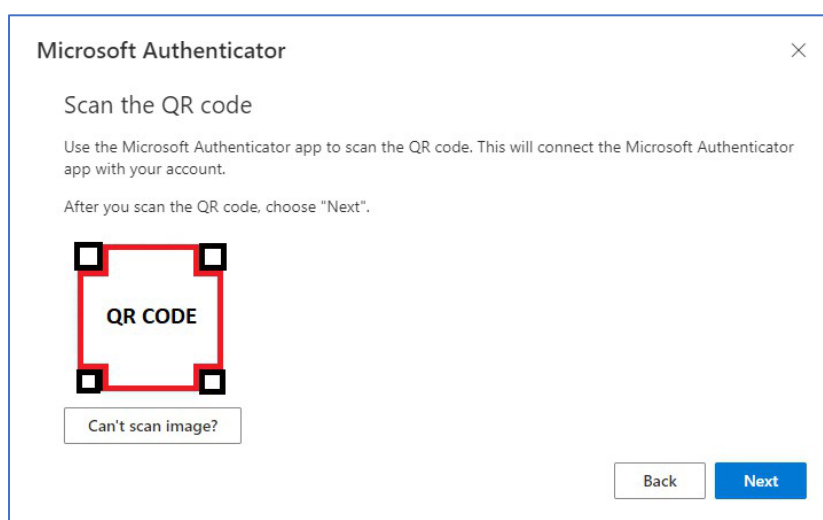 Microsoft Authenticator
Scan the QR code
Use the Microsoft Authenticator app to scan the QR code. This will connect the Microsoft Authenticator
app with your account.
After you scan the QR code, choose "Next".
QR CODE
Can't scan image?
Back
Next